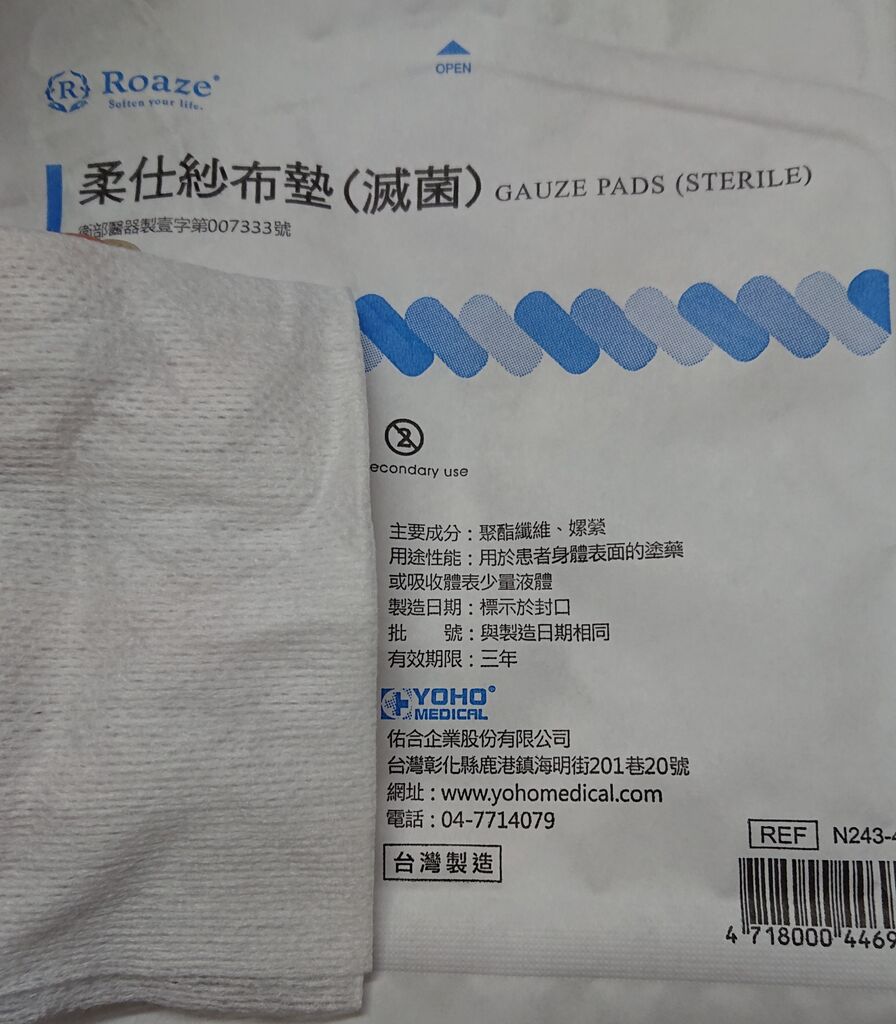 OPEN
R Roaze®
Soften your life.
柔仕紗布墊(滅菌) GAUZE PADS (STERILE)
衛部醫器製壹字第007333號
2
econdary use
主要成分：聚酯纖維、嫘縈
用途性能：用於患者身體表面的塗藥
或吸收體表少量液體
製造日期：標示於封口
批　　號：與製造日期相同
有效期限：三年
YOHO®
MEDICAL
佑合企業股份有限公司
台灣彰化縣鹿港鎮海明街201巷20號
網址：www.yohomedical.com
電話：04-7714079
台灣製造
REF N243-4
4 718000 4469